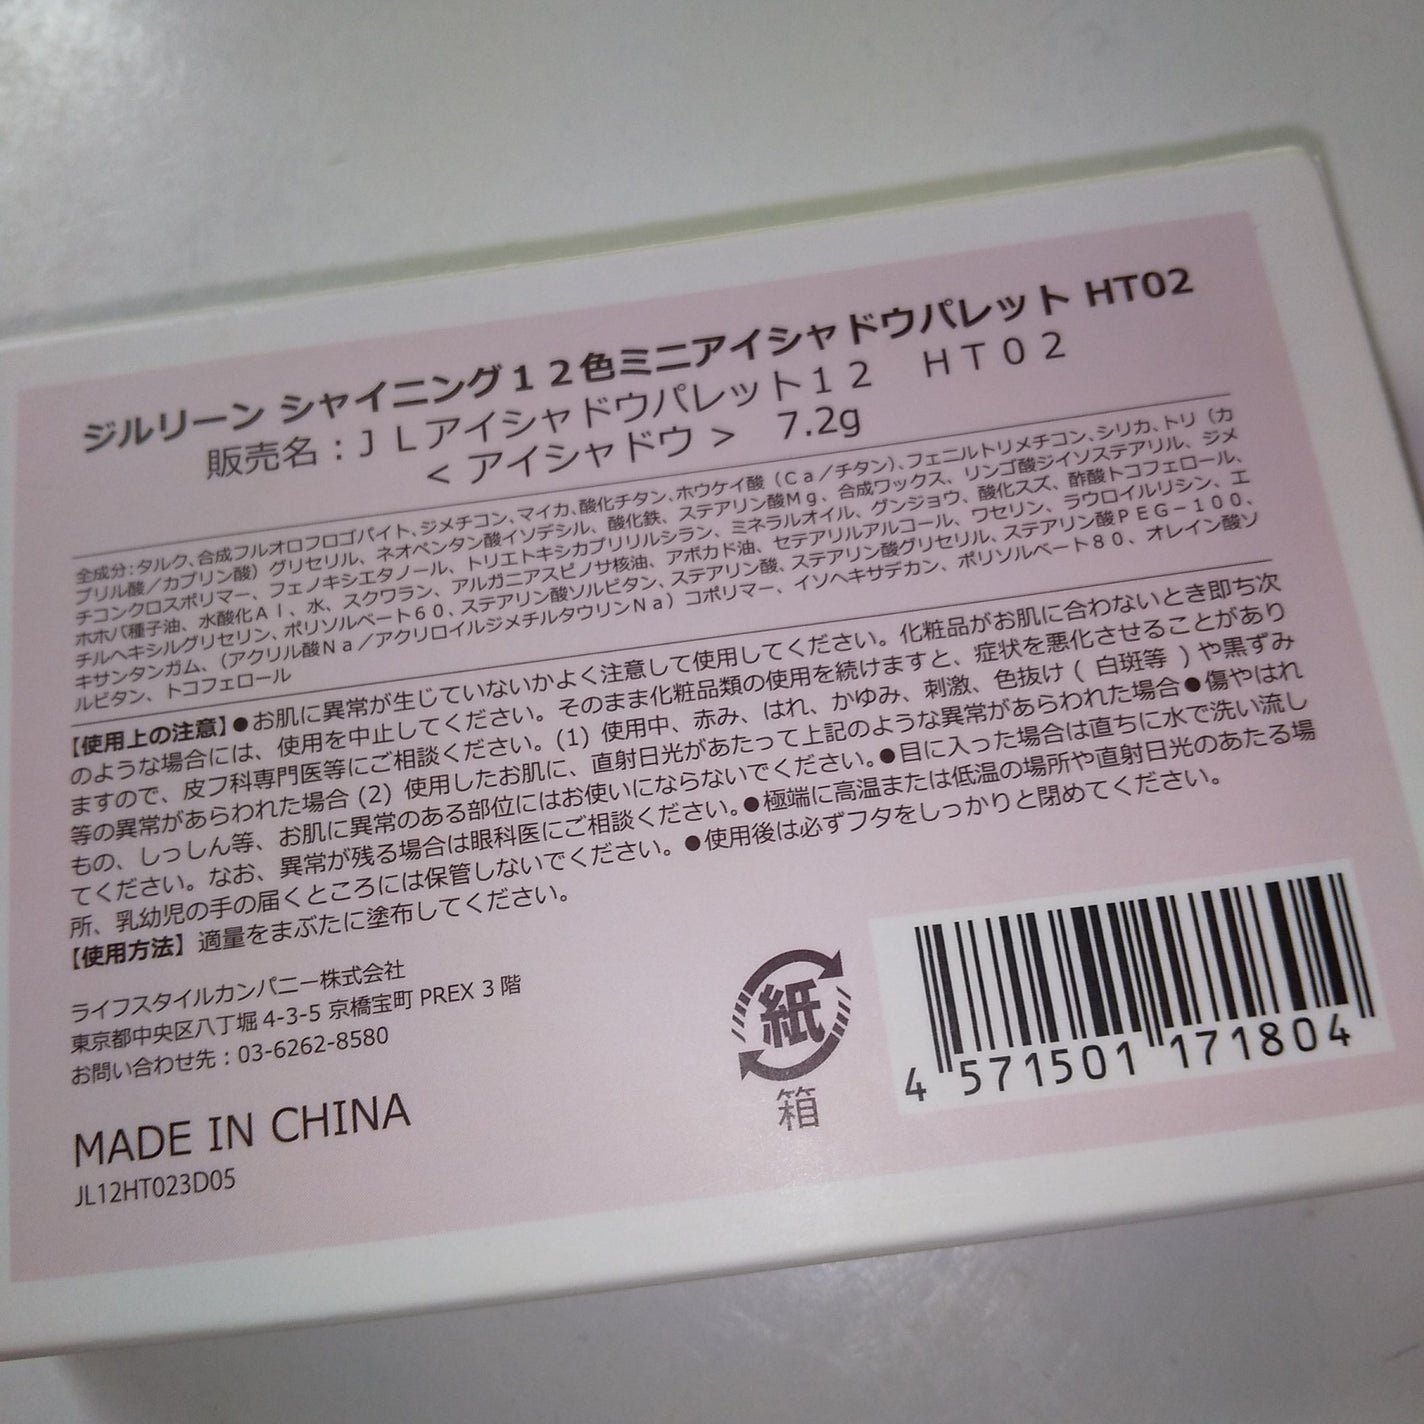 ジルリーン シャイニング１２色ミニアイシャドウパレット HT02
販売名：ＪＬアイシャドウパレット１２　ＨＴ０２
＜アイシャドウ＞　7.2g
全成分：タルク、合成フルオロフロゴパイト、ジメチコン、マイカ、酸化チタン、ホウケイ酸（Ｃａ／チタン）、フェニルトリメチコン、シリカ、トリ（カ
プリル酸／カプリン酸）グリセリル、ネオペンタン酸イソデシル、酸化鉄、ステアリン酸Ｍｇ、合成ワックス、リンゴ酸ジイソステアリル、ジメ
チコンクロスポリマー、フェノキシエタノール、トリエトキシカプリリルシラン、ミネラルオイル、グンジョウ、酸化スズ、酢酸トコフェロール、
ホホバ種子油、水酸化Ａｌ、水、スクワラン、アルガニアスピノサ核油、アボカド油、セテアリルアルコール、ワセリン、ラウロイルリシン、エ
チルヘキシルグリセリン、ポリソルベート６０、ステアリン酸ソルビタン、ステアリン酸、ステアリン酸グリセリル、ステアリン酸ＰＥＧ－１００、
キサンタンガム、（アクリル酸Ｎａ／アクリロイルジメチルタウリンＮａ）コポリマー、イソヘキサデカン、ポリソルベート８０、オレイン酸ソ
ルビタン、トコフェロール
【使用上の注意】●お肌に異常が生じていないかよく注意して使用してください。化粧品がお肌に合わないとき即ち次
のような場合には、使用を中止してください。そのまま化粧品類の使用を続けますと、症状を悪化させることがあり
ますので、皮フ科専門医等にご相談ください。(1) 使用中、赤み、はれ、かゆみ、刺激、色抜け ( 白斑等 ) や黒ずみ
等の異常があらわれた場合 (2) 使用したお肌に、直射日光があたって上記のような異常があらわれた場合●傷やはれ
もの、しっしん等、お肌に異常のある部位にはお使いにならないでください。●目に入った場合は直ちに水で洗い流し
てください。なお、異常が残る場合は眼科医にご相談ください。●極端に高温または低温の場所や直射日光のあたる場
所、乳幼児の手の届くところには保管しないでください。●使用後は必ずフタをしっかりと閉めてください。
【使用方法】適量をまぶたに塗布してください。
ライフスタイルカンパニー株式会社
東京都中央区八丁堀 4-3-5 京橋宝町 PREX 3 階
お問い合わせ先：03-6262-8580
MADE IN CHINA
JL12HT023D05
紙
箱
4 571501 171804